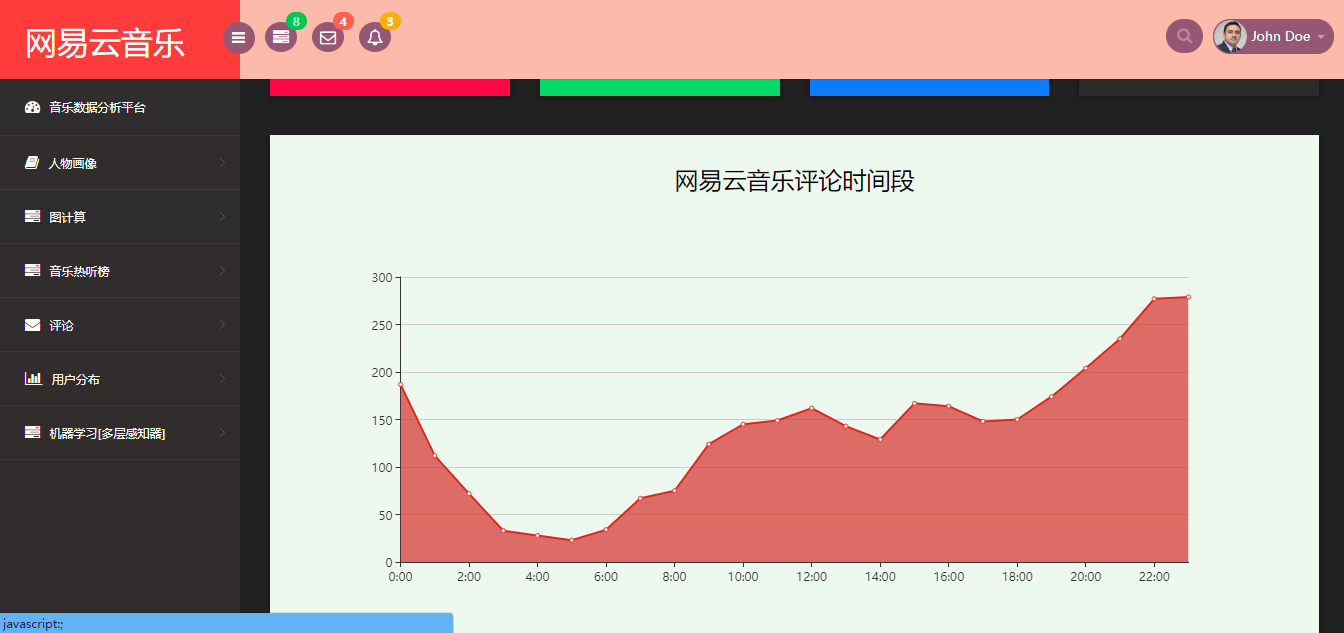 网易云音乐
8
4
3
John Doe
音乐数据分析平台
人物画像
图计算
音乐热听榜
评论
用户分布
机器学习[多层感知器]
网易云音乐评论时间段
300
250
200
150
100
50
0
0:00 2:00 4:00 6:00 8:00 10:00 12:00 14:00 16:00 18:00 20:00 22:00
javascript:;